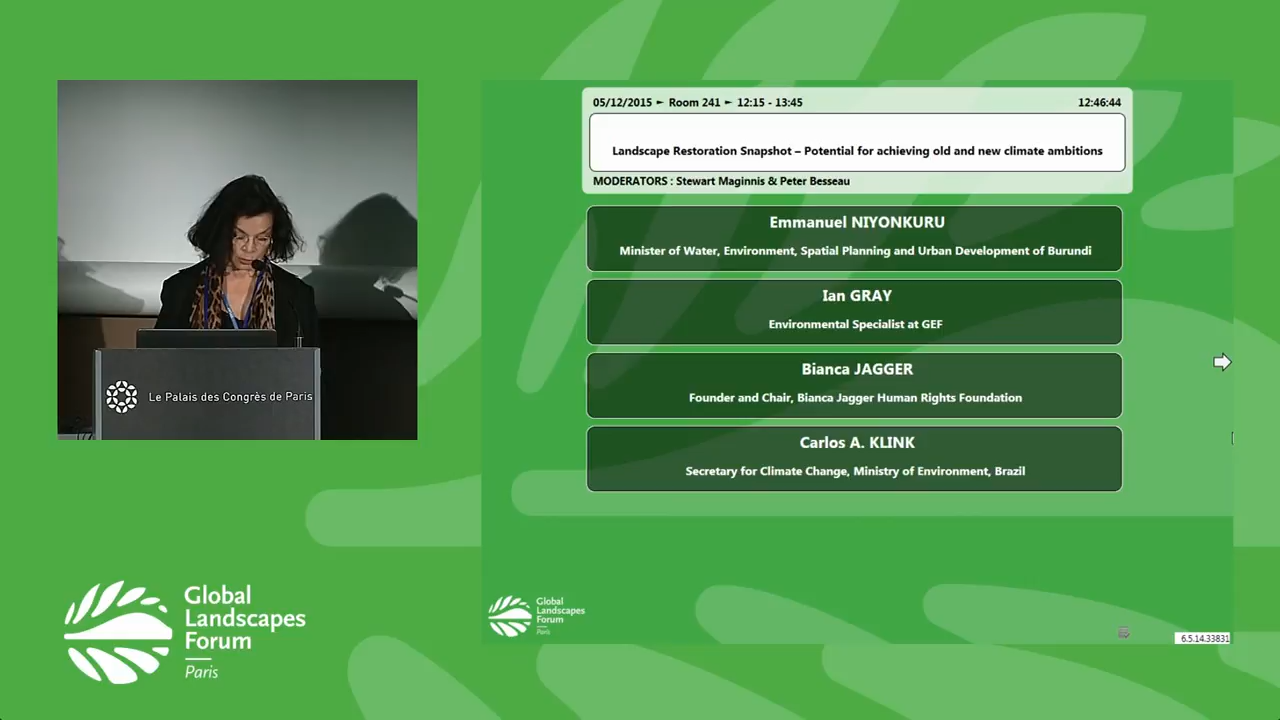 05/12/2015 ► Room 241 ► 12:15 - 13:45 12:46:44
Landscape Restoration Snapshot – Potential for achieving old and new climate ambitions
MODERATORS : Stewart Maginnis & Peter Besseau
Emmanuel NIYONKURU
Minister of Water, Environment, Spatial Planning and Urban Development of Burundi
Ian GRAY
Environmental Specialist at GEF
Bianca JAGGER
Founder and Chair, Bianca Jagger Human Rights Foundation
Carlos A. KLINK
Secretary for Climate Change, Ministry of Environment, Brazil
Le Palais des Congrès de Paris
Global
Landscapes
Forum
Paris
Global
Landscapes
Forum
Paris
6.5.14.33831